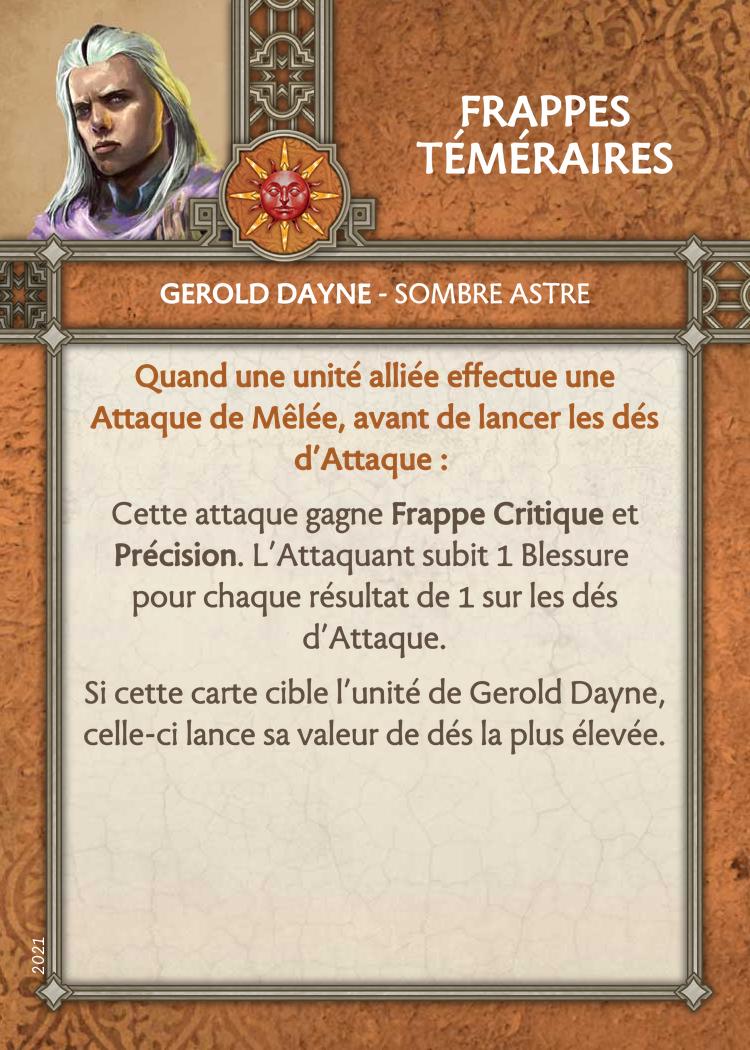 FRAPPES
TÉMÉRAIRES
GEROLD DAYNE - SOMBRE ASTRE
Quand une unité alliée effectue une
Attaque de Mêlée, avant de lancer les dés
d'Attaque :
Cette attaque gagne Frappe Critique et
Précision. L'Attaquant subit 1 Blessure
pour chaque résultat de 1 sur les dés
d'Attaque.
Si cette carte cible l'unité de Gerold Dayne,
celle-ci lance sa valeur de dés la plus élevée.
2021